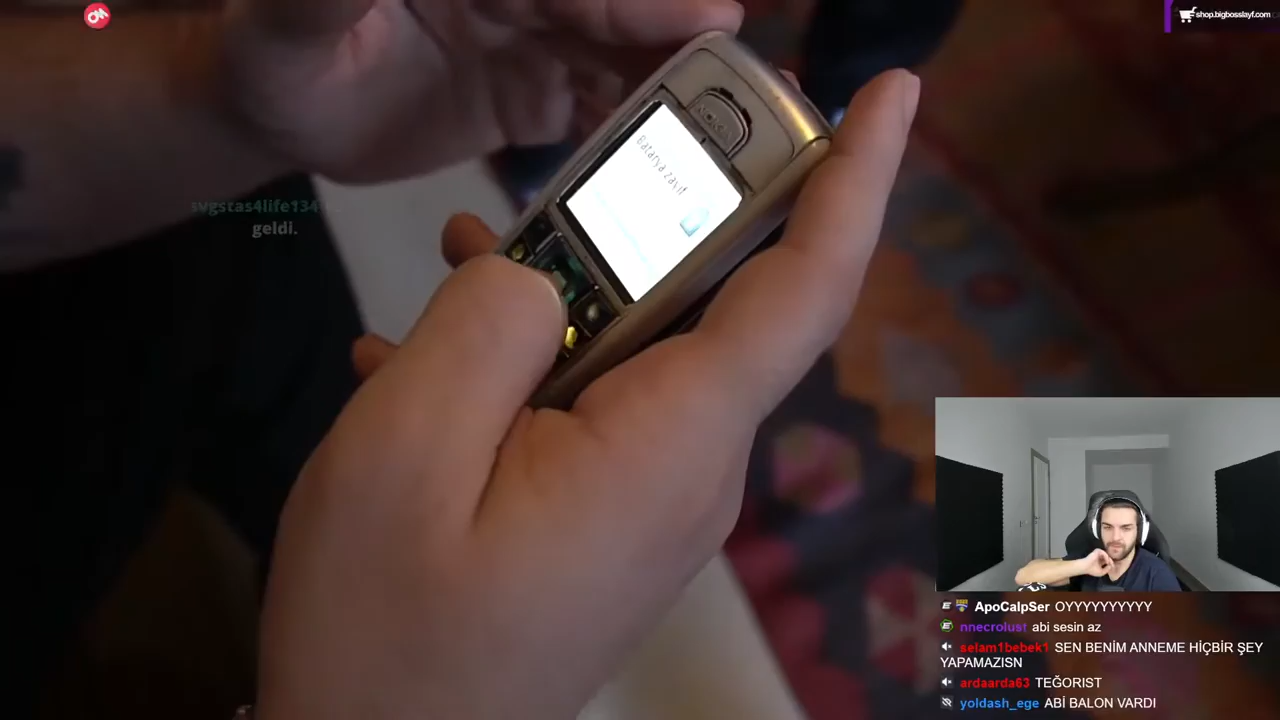 shop.bigbosslayf.com
NOKIA
Batarya zayıf
svgstas4life134
geldi.
ApoCalpSer OYYYYYYYYYY
nnecrolust abi sesin az
selam1bebek1 SEN BENİM ANNEME HİÇBİR ŞEY
YAPAMAZISN
ardaarda63 TEĞORIST
yoldash_ege ABİ BALON VARDI